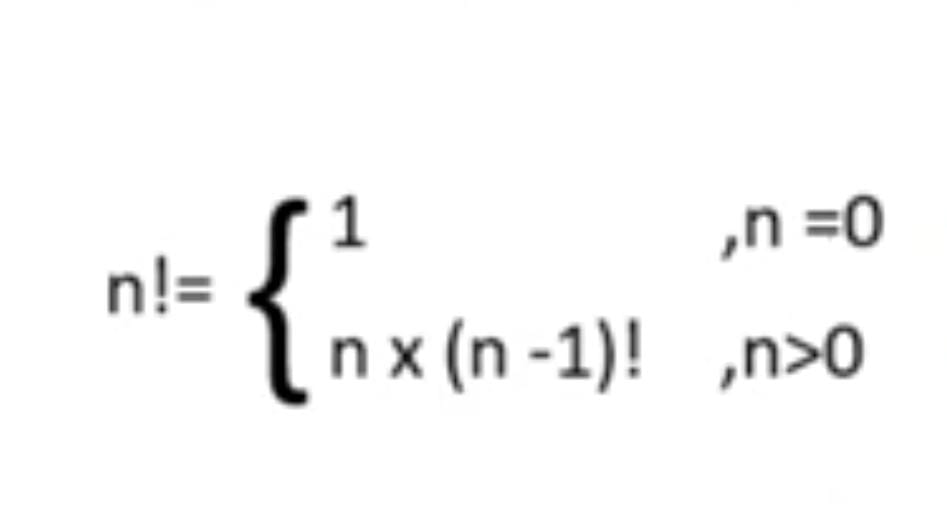 1 ,n =0
n!= {
n x (n -1)! ,n>0